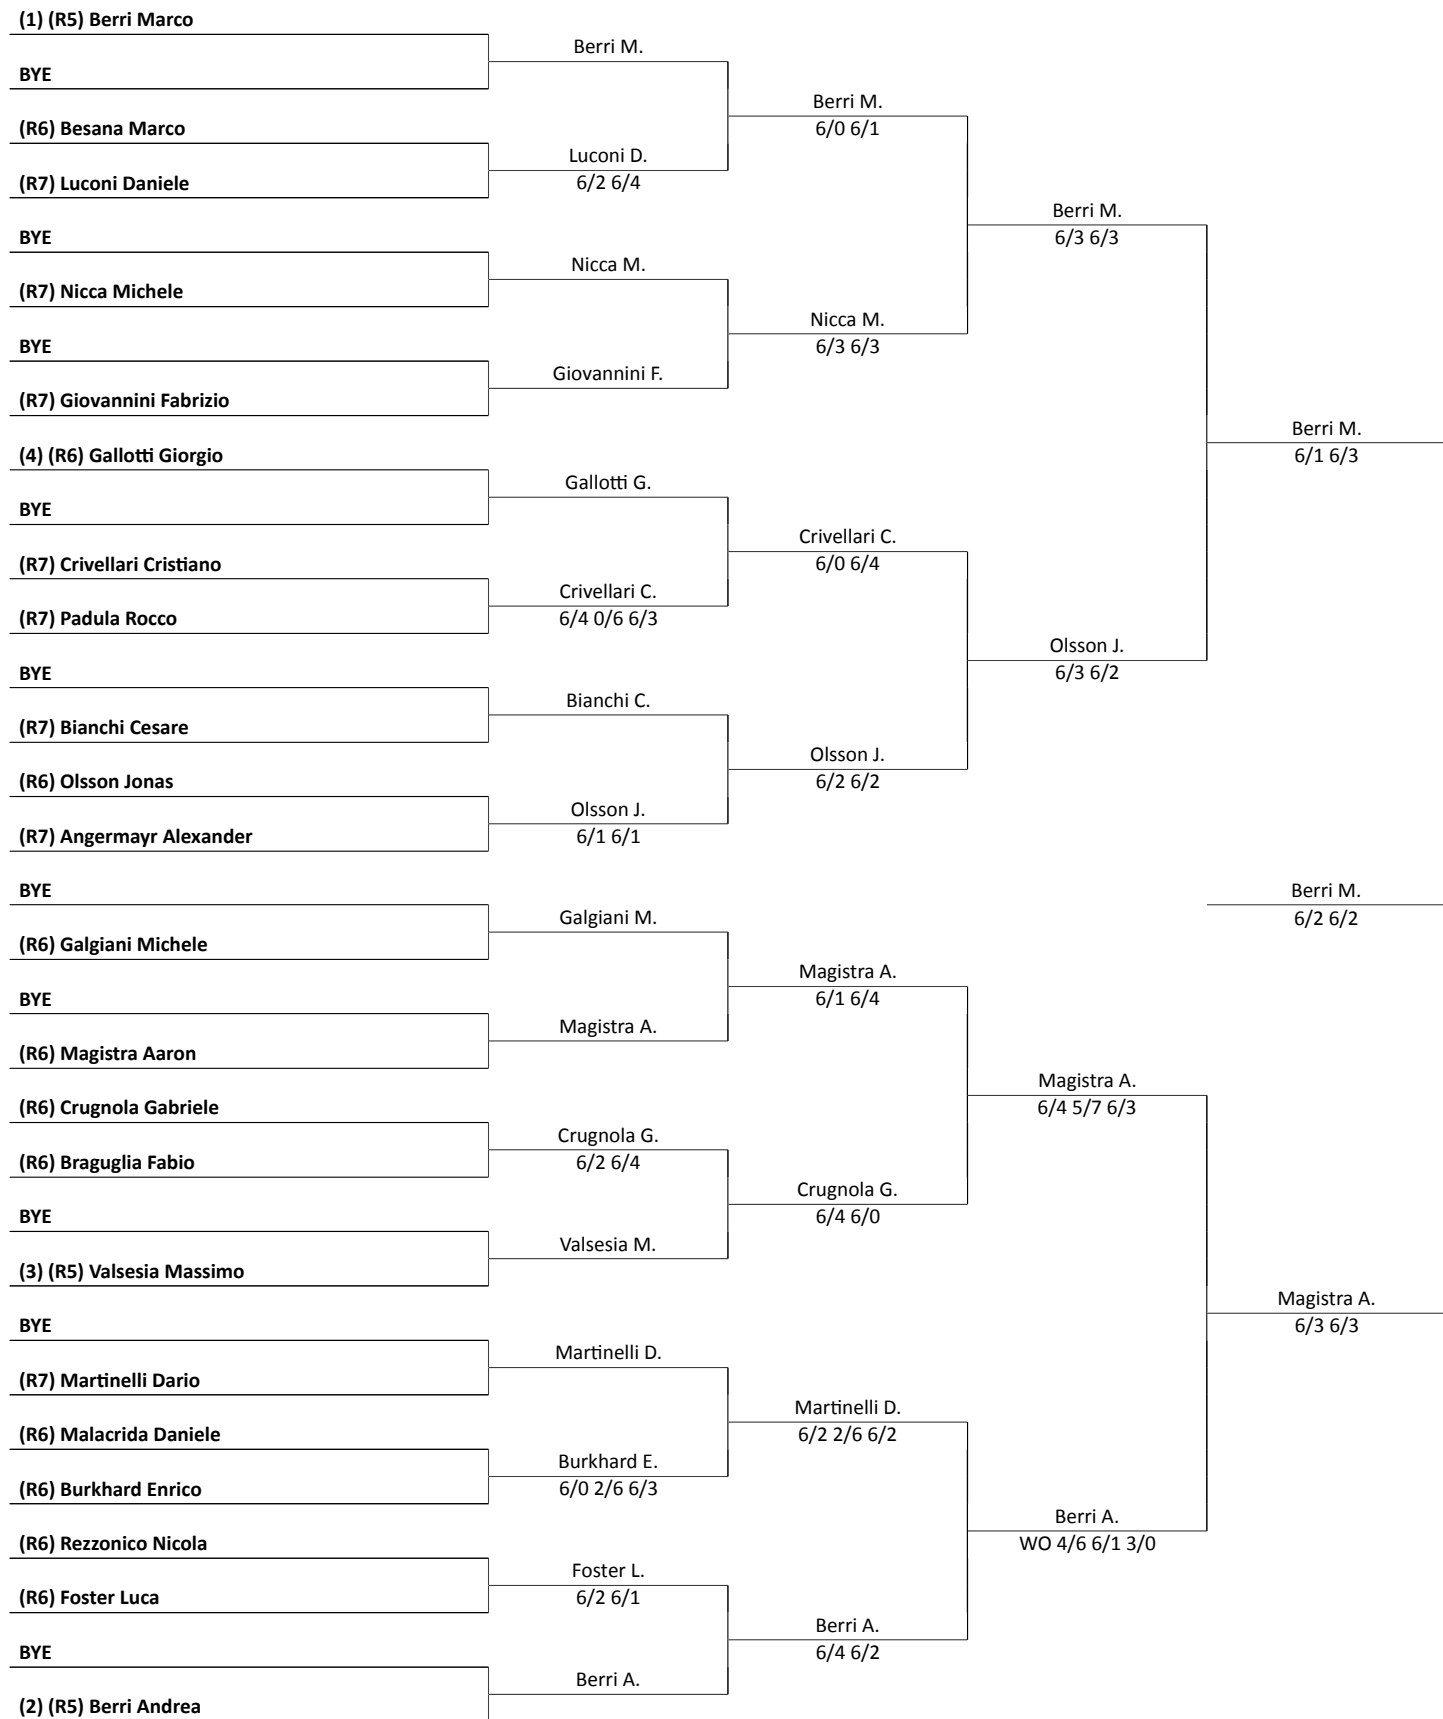 (1) (R5) Berri Marco
Berri M.
BYE
Berri M.
6/0 6/1
(R6) Besana Marco
Luconi D.
6/2 6/4
(R7) Luconi Daniele
Berri M.
6/3 6/3
BYE
Nicca M.
(R7) Nicca Michele
Nicca M.
6/3 6/3
BYE
Giovannini F.
(R7) Giovannini Fabrizio
Berri M.
6/1 6/3
(4) (R6) Gallotti Giorgio
Gallotti G.
BYE
Crivellari C.
6/0 6/4
(R7) Crivellari Cristiano
Crivellari C.
6/4 0/6 6/3
(R7) Padula Rocco
Olsson J.
6/3 6/2
BYE
Bianchi C.
(R7) Bianchi Cesare
Olsson J.
6/2 6/2
(R6) Olsson Jonas
Olsson J.
6/1 6/1
(R7) Angermayr Alexander
BYE
Berri M.
6/2 6/2
Galgiani M.
(R6) Galgiani Michele
Magistra A.
6/1 6/4
BYE
Magistra A.
(R6) Magistra Aaron
Magistra A.
6/4 5/7 6/3
(R6) Crugnola Gabriele
Crugnola G.
6/2 6/4
(R6) Braguglia Fabio
Crugnola G.
6/4 6/0
BYE
Valsesia M.
(3) (R5) Valsesia Massimo
Magistra A.
6/3 6/3
BYE
Martinelli D.
(R7) Martinelli Dario
Martinelli D.
6/2 2/6 6/2
(R6) Malacrida Daniele
Burkhard E.
6/0 2/6 6/3
(R6) Burkhard Enrico
Berri A.
WO 4/6 6/1 3/0
(R6) Rezzonico Nicola
Foster L.
6/2 6/1
(R6) Foster Luca
Berri A.
6/4 6/2
BYE
Berri A.
(2) (R5) Berri Andrea